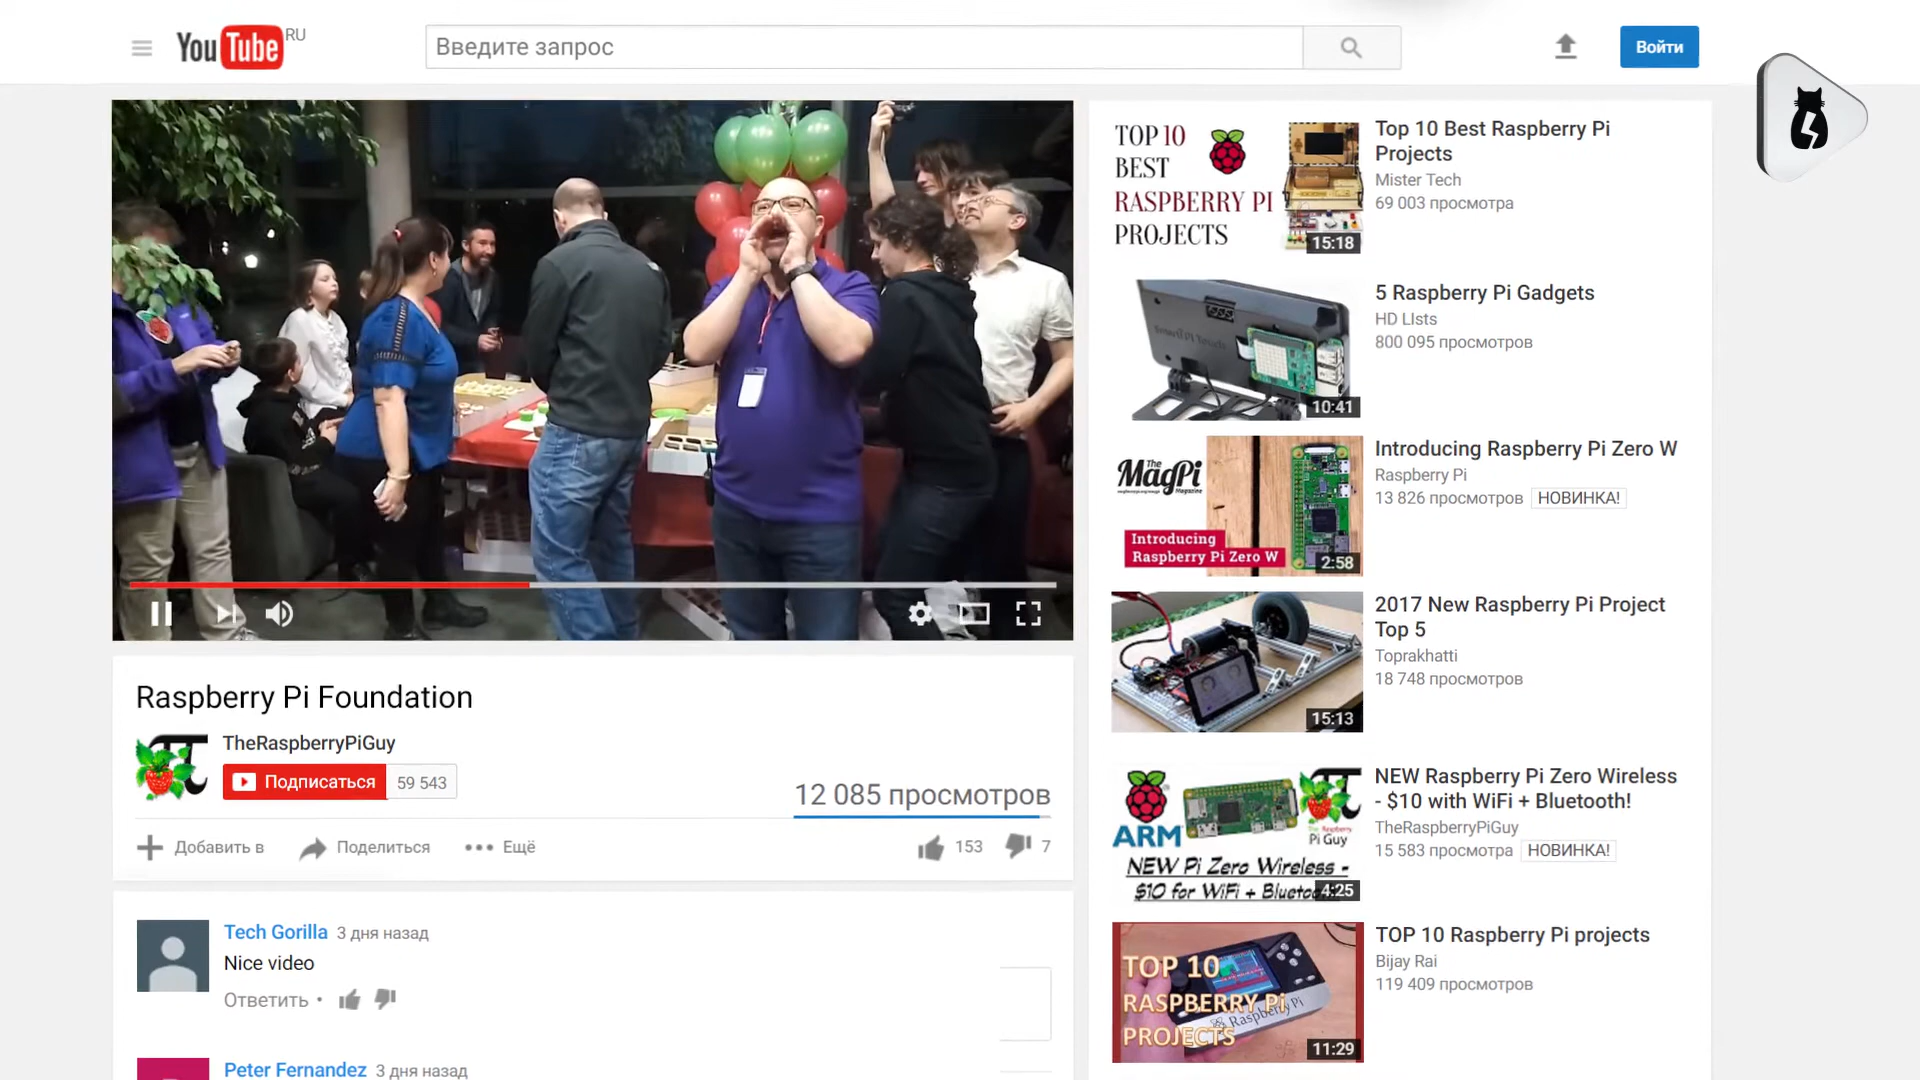 YouTube RU
Введите запрос
Войти
TOP 10
BEST
RASPBERRY PI
PROJECTS
15:18
Top 10 Best Raspberry Pi
Projects
Mister Tech
69 003 просмотра
10:41
5 Raspberry Pi Gadgets
HD LIsts
800 095 просмотров
The
MagPi
Magazine
Introducing
Raspberry Pi Zero W
2:58
Introducing Raspberry Pi Zero W
Raspberry Pi
13 826 просмотров НОВИНКА!
15:13
2017 New Raspberry Pi Project
Top 5
Toprakhatti
18 748 просмотров
ARM
The Raspberry
Pi Guy
NEW Pi Zero Wireless -
$10 for WiFi +
4:25
NEW Raspberry Pi Zero Wireless
- $10 with WiFi + Bluetooth!
TheRaspberryPiGuy
15 583 просмотра НОВИНКА!
TOP 10
RASPBERRY Pi
PROJECTS
Raspberry Pi
11:29
TOP 10 Raspberry Pi projects
Bijay Rai
119 409 просмотров
Raspberry Pi Foundation
TheRaspberryPiGuy
Подписаться 59 543
12 085 просмотров
Добавить в Поделиться ••• Ещё 153 7
Tech Gorilla 3 дня назад
Nice video
Ответить •
Peter Fernandez 3 дня назад